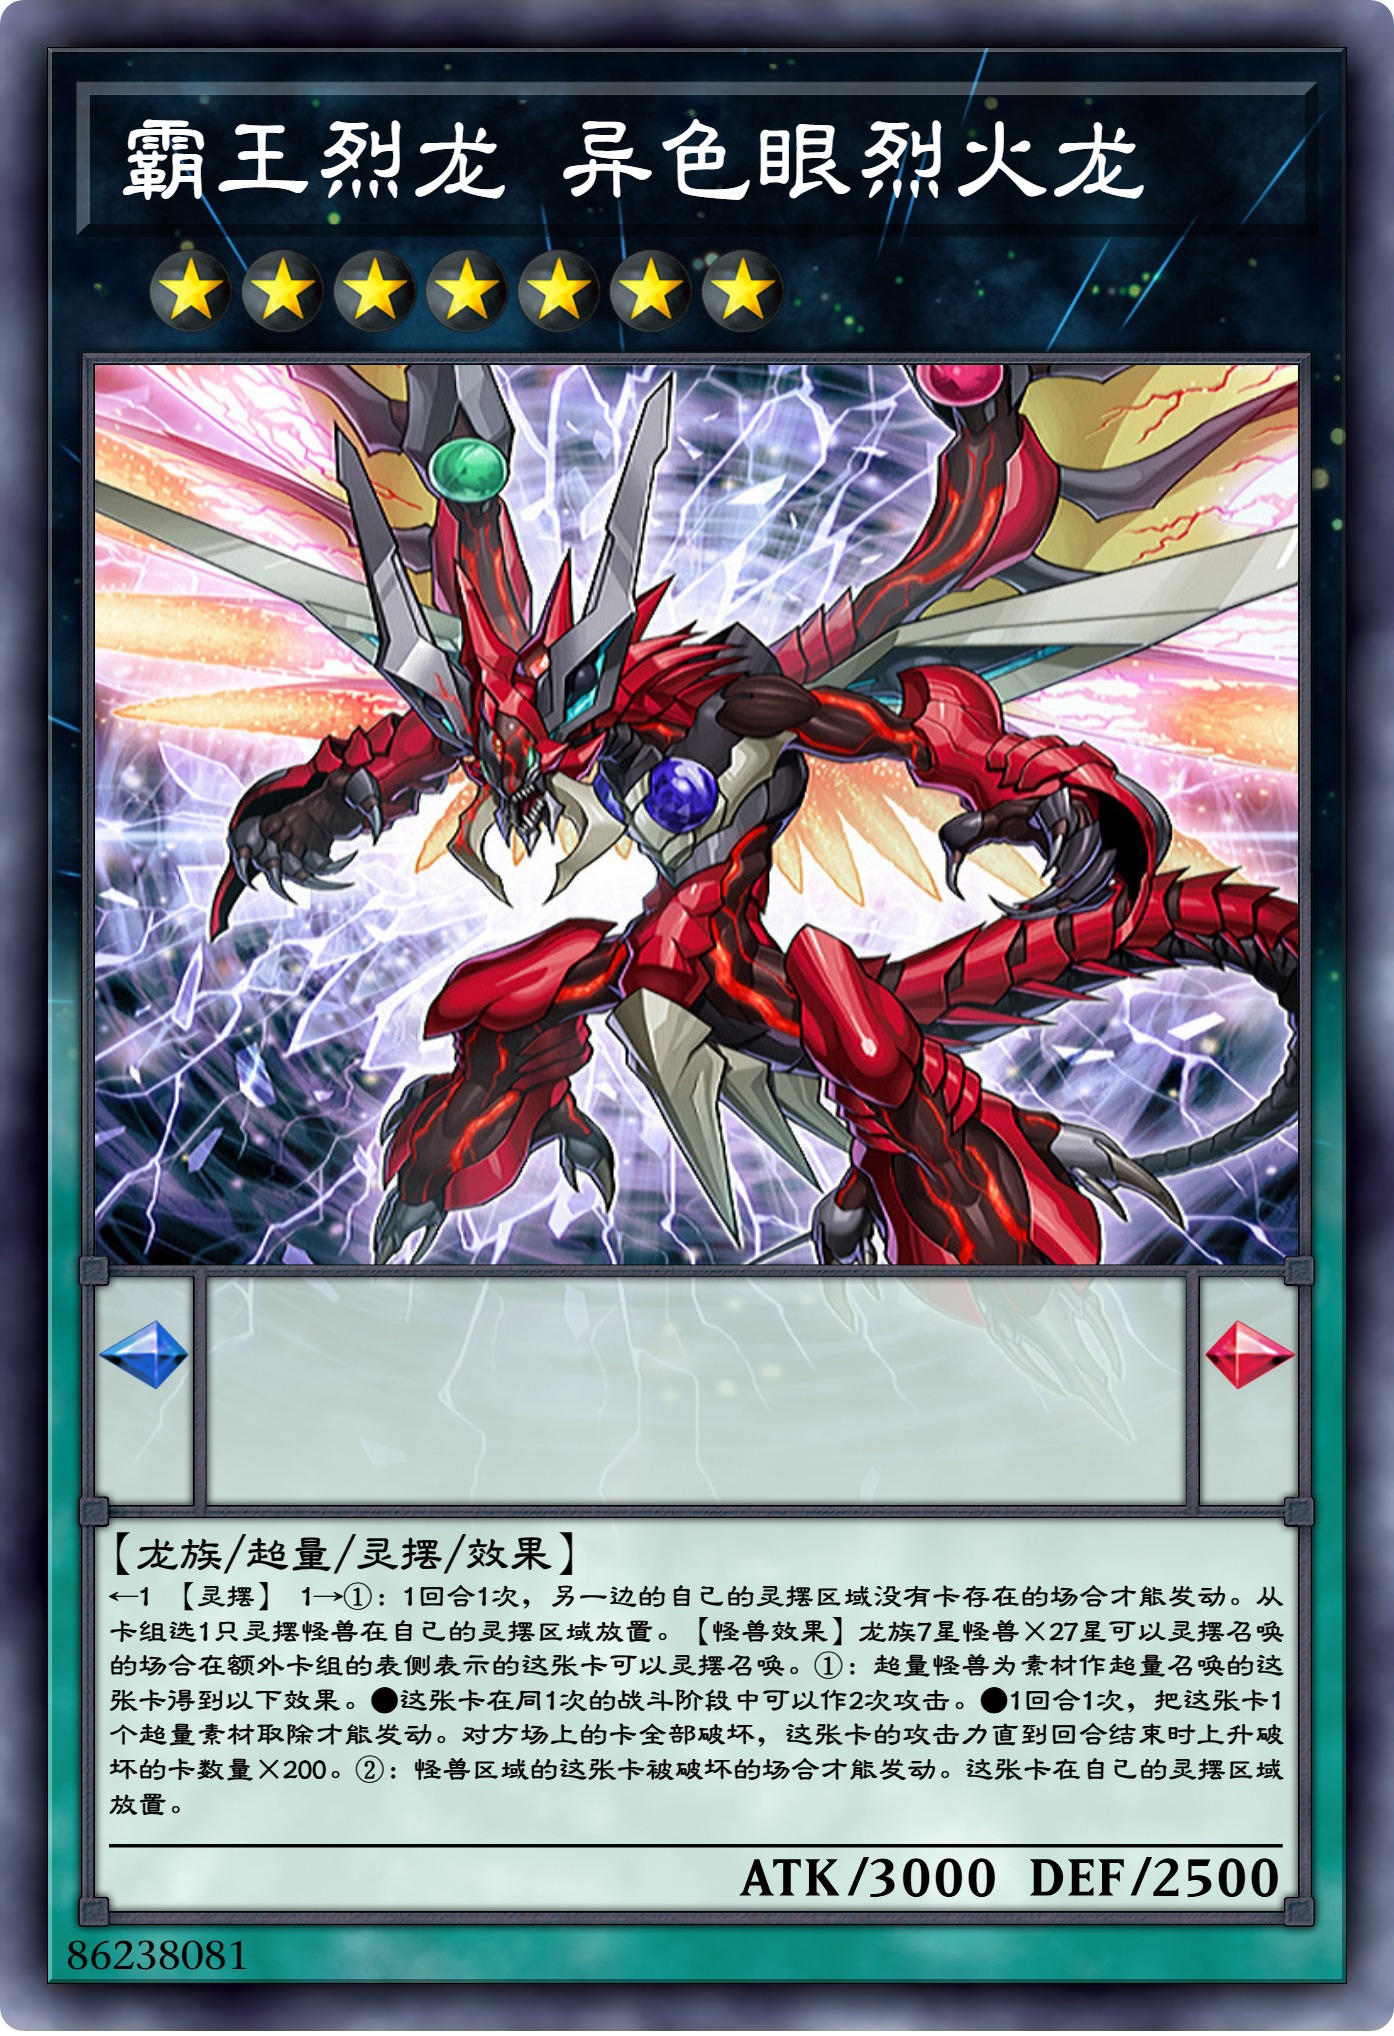 霸王烈龙 异色眼烈火龙
【龙族/超量/灵摆/效果】
←1 【灵摆】 1→①：1回合1次，另一边的自己的灵摆区域没有卡存在的场合才能发动。从
卡组选1只灵摆怪兽在自己的灵摆区域放置。【怪兽效果】龙族7星怪兽×27星可以灵摆召唤
的场合在额外卡组的表侧表示的这张卡可以灵摆召唤。①：超量怪兽为素材作超量召唤的这
张卡得到以下效果。●这张卡在同1次的战斗阶段中可以作2次攻击。●1回合1次，把这张卡1
个超量素材取除才能发动。对方场上的卡全部破坏，这张卡的攻击力直到回合结束时上升破
坏的卡数量×200。②：怪兽区域的这张卡被破坏的场合才能发动。这张卡在自己的灵摆区域
放置。
ATK/3000 DEF/2500
86238081